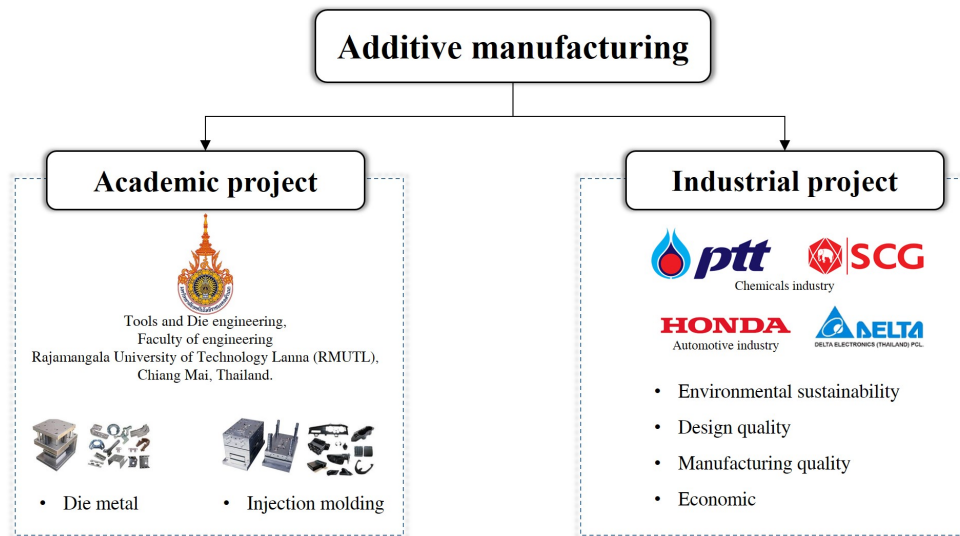 Additive manufacturing
Academic project
Tools and Die engineering,
Faculty of engineering
Rajamangala University of Technology Lanna (RMUTL),
Chiang Mai, Thailand.
• Die metal
• Injection molding
Industrial project
ptt
SCG
Chemicals industry
HONDA
Automotive industry
DELTA
DELTA ELECTRONICS (THAILAND) PCL.
• Environmental sustainability
• Design quality
• Manufacturing quality
• Economic